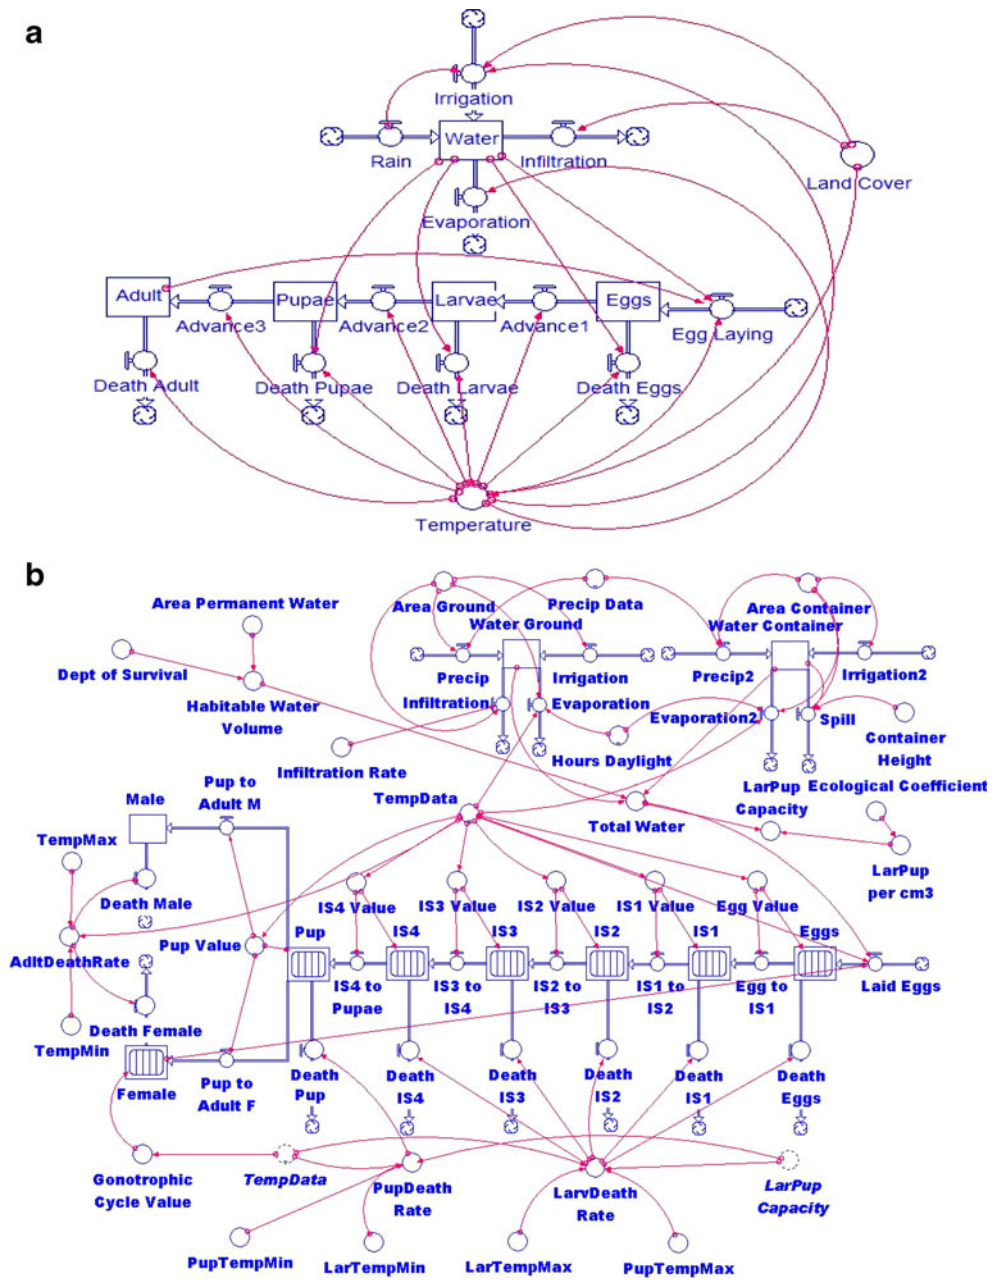 a
Irrigation
Water
Rain
Infiltration
Land Cover
Evaporation
Adult
Pupae
Larvae
Eggs
Advance3
Advance2
Advance1
Egg Laying
Death Adult
Death Pupae
Death Larvae
Death Eggs
Temperature
b
Area Permanent Water
Area Ground
Precip Data
Area Container
Water Ground
Water Container
Dept of Survival
Precip
Irrigation
Precip2
Irrigation2
Habitable Water
Volume
Infiltration
Evaporation
Evaporation2
Spill
Container
Height
Infiltration Rate
Hours Daylight
Pup to
Adult M
LarPup
Capacity
Ecological Coefficient
Male
TempData
Total Water
TempMax
LarPup
per cm3
Death Male
IS4 Value
IS3 Value
IS2 Value
IS1 Value
Egg Value
AdltDeathRate
Pup Value
Pup
IS4
IS3
IS2
IS1
Eggs
IS4 to
Pupae
IS3 to
IS4
IS2 to
IS3
IS1 to
IS2
Egg to
IS1
Laid Eggs
Death Female
TempMin
Female
Pup to
Adult F
Death
Pup
Death
IS4
Death
IS3
Death
IS2
Death
IS1
Death
Eggs
Gonotrophic
Cycle Value
TempData
PupDeath
Rate
LarvDeath
Rate
LarPup
Capacity
PupTempMin
LarTempMin
LarTempMax
PupTempMax